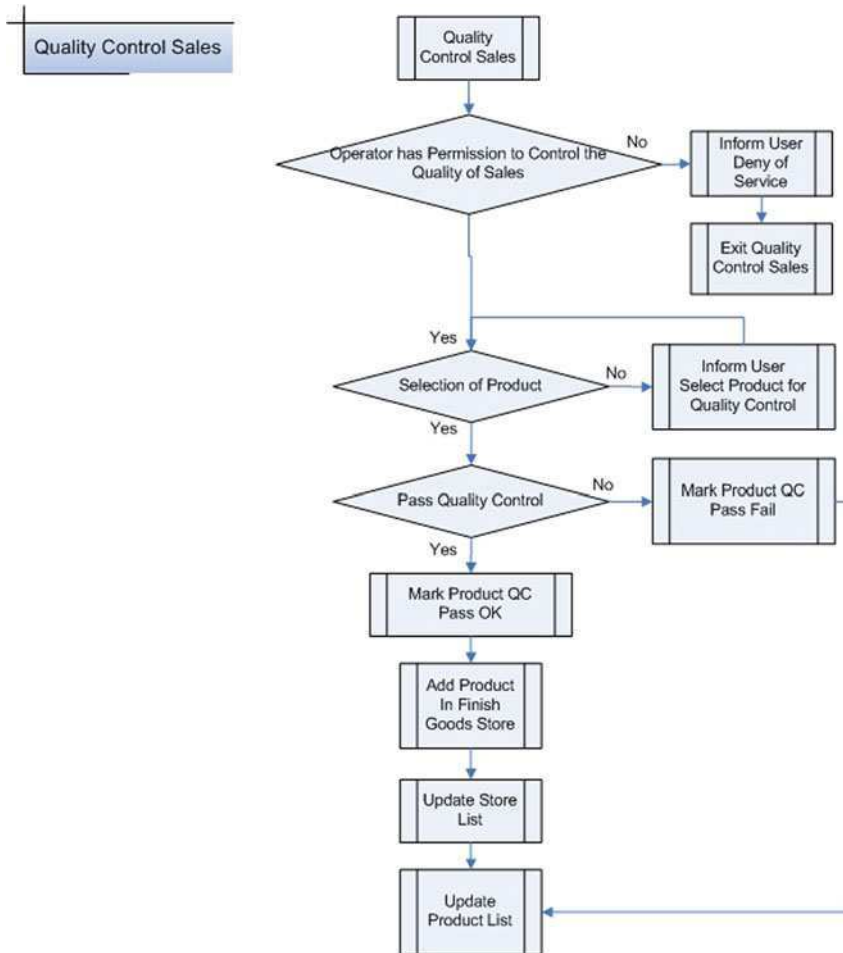 Quality Control Sales
Quality
Control Sales
Operator has Permission to Control the
Quality of Sales
No
Inform User
Deny of
Service
Exit Quality
Control Sales
Yes
Selection of Product
No
Inform User
Select Product for
Quality Control
Yes
Pass Quality Control
No
Mark Product QC
Pass Fail
Yes
Mark Product QC
Pass OK
Add Product
In Finish
Goods Store
Update Store
List
Update
Product List